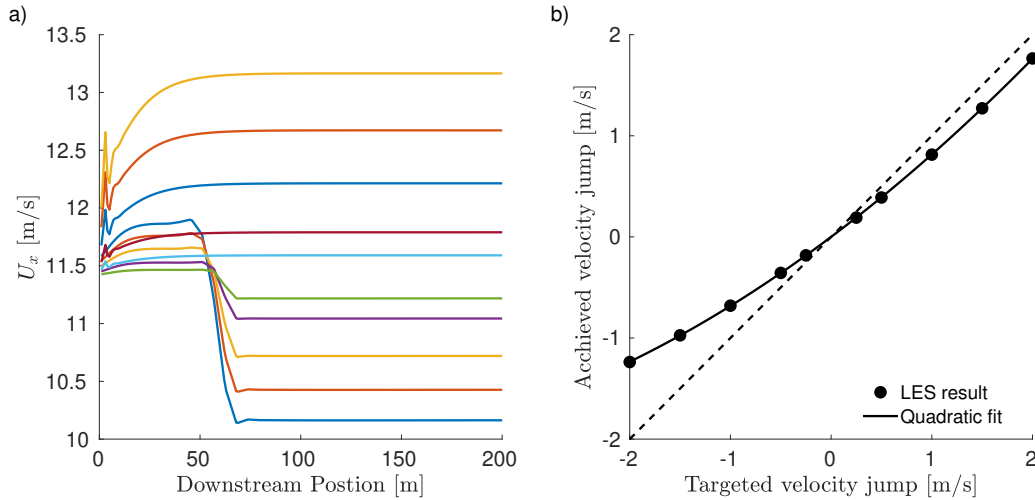 a)
13.5
13
12.5
12
11.5
11
10.5
10
U_x [m/s]
0
50
100
150
200
Downstream Postion [m]
b)
2
1
0
-1
-2
Acchieved velocity jump [m/s]
LES result
Quadratic fit
-2
-1
0
1
2
Targeted velocity jump [m/s]